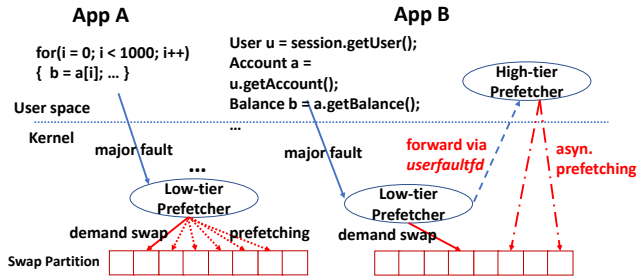 App A
App B
for(i = 0; i < 1000; i++)
{ b = a[i]; … }
User u = session.getUser();
Account a =
u.getAccount();
Balance b = a.getBalance();
…
High-tier
Prefetcher
User space
Kernel
major fault
…
major fault
forward via
userfaultfd
asyn.
prefetching
Low-tier
Prefetcher
Low-tier
Prefetcher
demand swap
prefetching
demand swap
Swap Partition